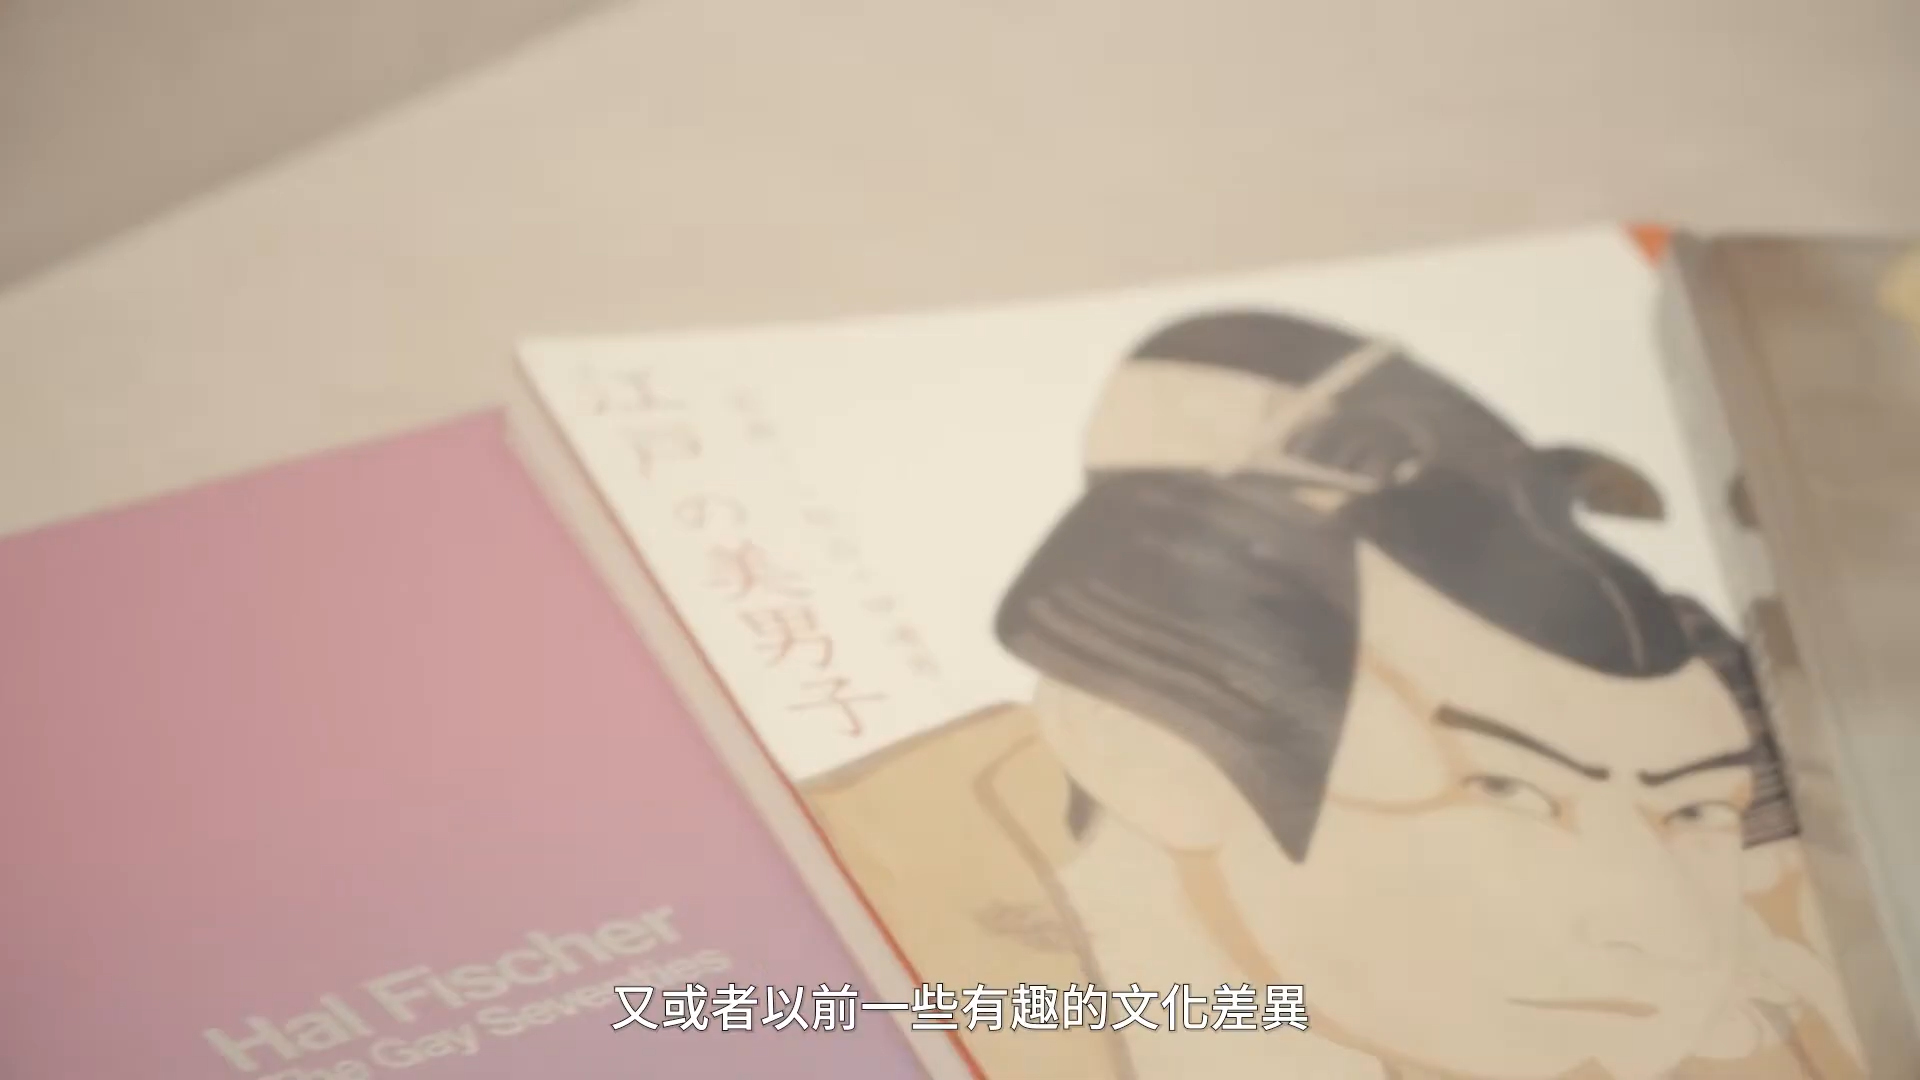 江戸の美男子
Hal Fischer
The Gay Seventies
又或者以前一些有趣的文化差異